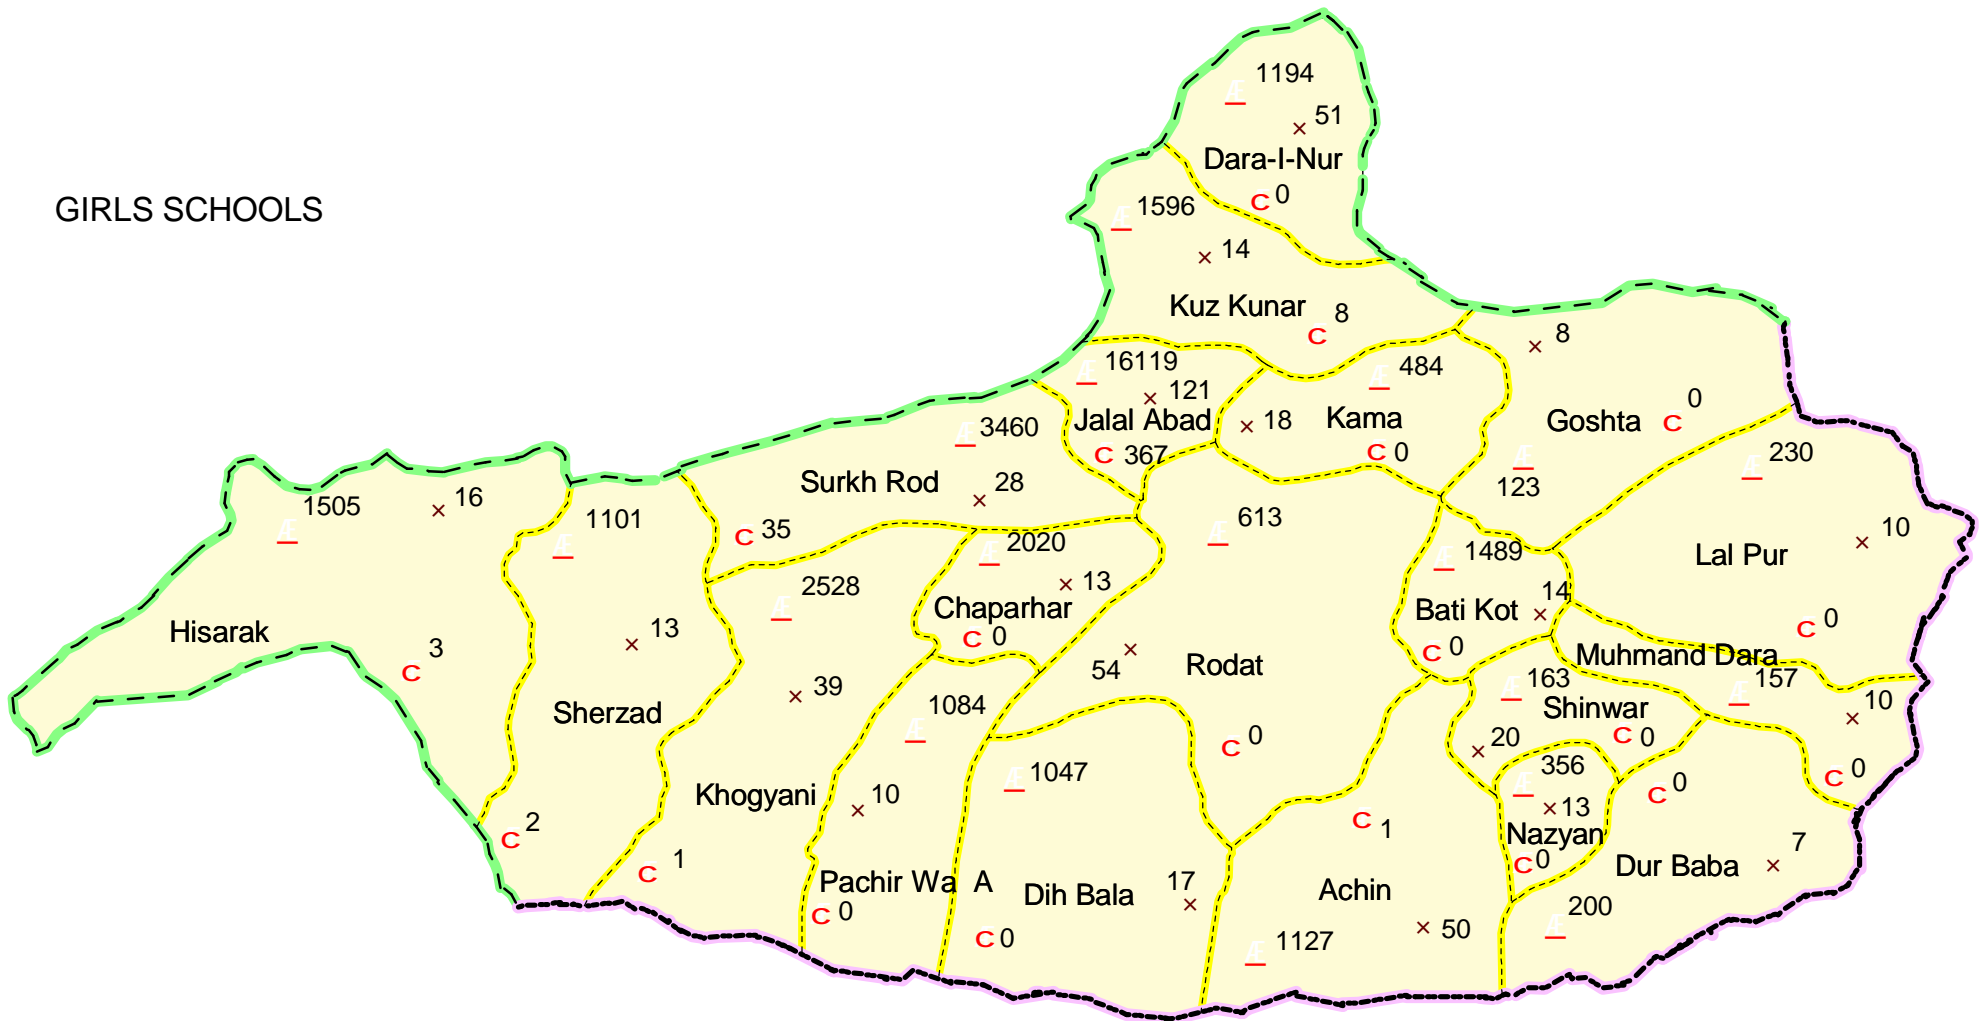 GIRLS SCHOOLS
Æ 1194
× 51
Dara-I-Nur
C 0
Æ 1596
× 14
Kuz Kunar
C 8
Æ 16119
× 121
Jalal Abad
C 367
Æ 484
× 18
Kama
C 0
× 8
Goshta
C 0
Æ 123
Æ 230
× 10
Lal Pur
C 0
Æ 3460
Surkh Rod
× 28
C 35
Æ 1505
× 16
Hisarak
C 3
Æ 1101
× 13
Sherzad
C 2
Æ 2528
× 39
Khogyani
C 1
Æ 2020
× 13
Chaparhar
C 0
Æ 613
× 54
Rodat
C 0
Æ 1489
× 14
Bati Kot
C 0
Muhmand Dara
Æ 157
× 10
C 0
Æ 163
Shinwar
× 20
C 0
Æ 356
× 13
Nazyan
C 0
C 0
Dur Baba
× 7
Æ 200
Æ 1084
× 10
Pachir Wa A
C 0
Æ 1047
Dih Bala
× 17
C 0
C 1
Achin
× 50
Æ 1127